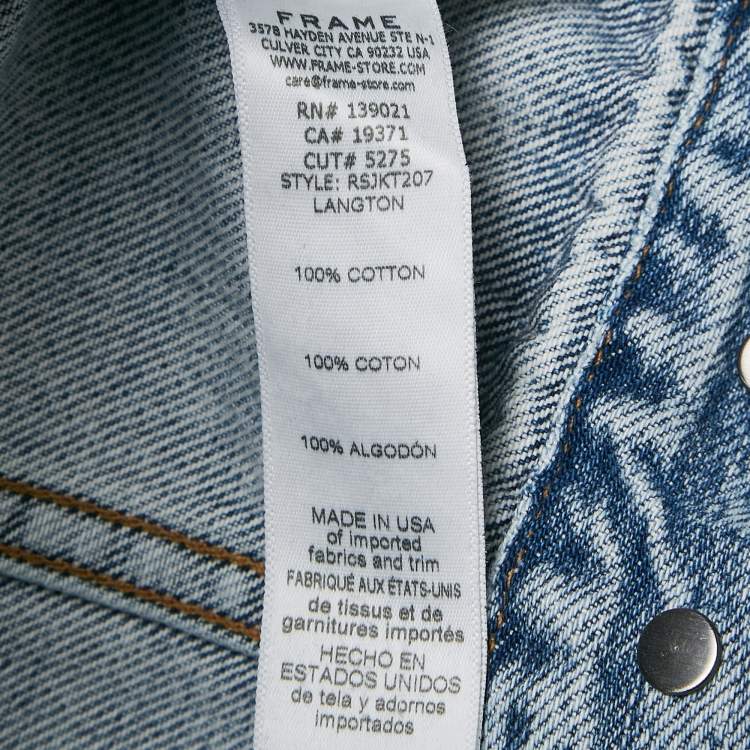 FRAME
3578 HAYDEN AVENUE STE N-1
CULVER CITY CA 90232 USA
WWW.FRAME-STORE.COM
care@frame-store.com
RN# 139021
CA# 19371
CUT# 5275
STYLE: RSJKT207
LANGTON
100% COTTON
100% COTON
100% ALGODÓN
MADE IN USA
of imported
fabrics and trim
FABRIQUÉ AUX ÉTATS-UNIS
de tissus et de
garnitures importés
HECHO EN
ESTADOS UNIDOS
de tela y adornos
importados